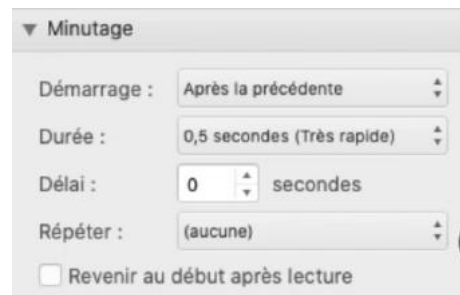 Minutage
Démarrage : Après la précédente
Durée : 0,5 secondes (Très rapide)
Délai : 0 secondes
Répéter : (aucune)
Revenir au début après lecture